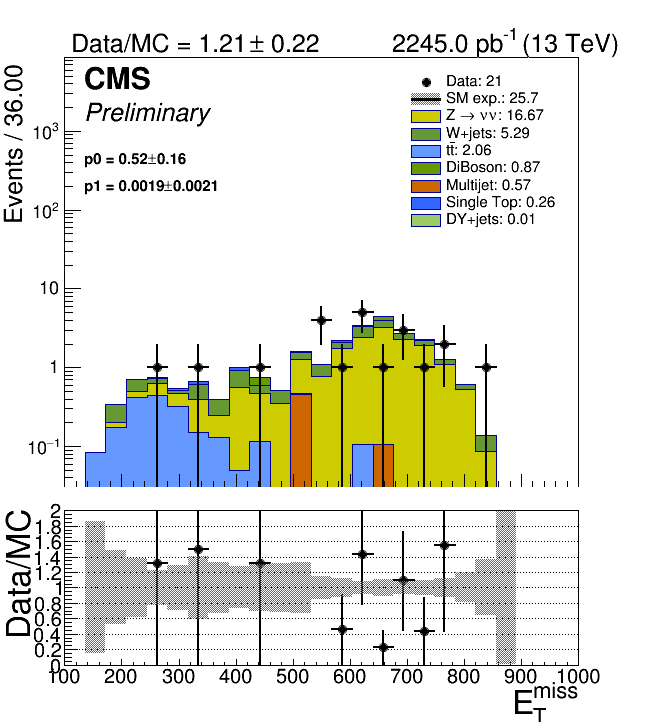 Data/MC = 1.21 ± 0.22 2245.0 pb⁻¹ (13 TeV)
CMS
Preliminary
p0 = 0.52±0.16
p1 = 0.0019±0.0021
Data: 21
SM exp.: 25.7
Z → νν: 16.67
W+jets: 5.29
tt̄: 2.06
DiBoson: 0.87
Multijet: 0.57
Single Top: 0.26
DY+jets: 0.01
Events / 36.00
10³
10²
10
1
10⁻¹
Data/MC
2
1.8
1.6
1.4
1.2
1
0.8
0.6
0.4
0.2
0
100 200 300 400 500 600 700 800 900 1000
E_T^miss